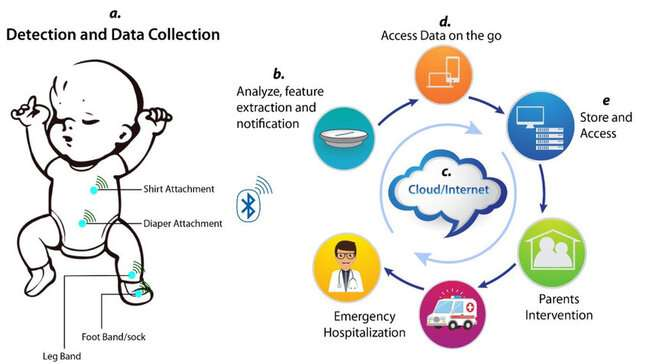 a.
Detection and Data Collection
Shirt Attachment
Diaper Attachment
Foot Band/sock
Leg Band
b.
Analyze, feature
extraction and
notification
c.
Cloud/Internet
d.
Access Data on the go
e
Store and
Access
Parents
Intervention
Emergency
Hospitalization